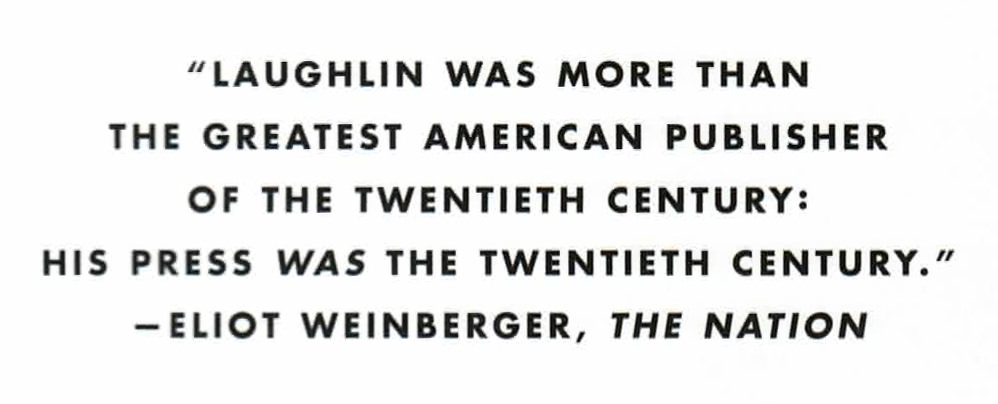 “LAUGHLIN WAS MORE THAN
THE GREATEST AMERICAN PUBLISHER
OF THE TWENTIETH CENTURY:
HIS PRESS WAS THE TWENTIETH CENTURY.”
—ELIOT WEINBERGER, THE NATION